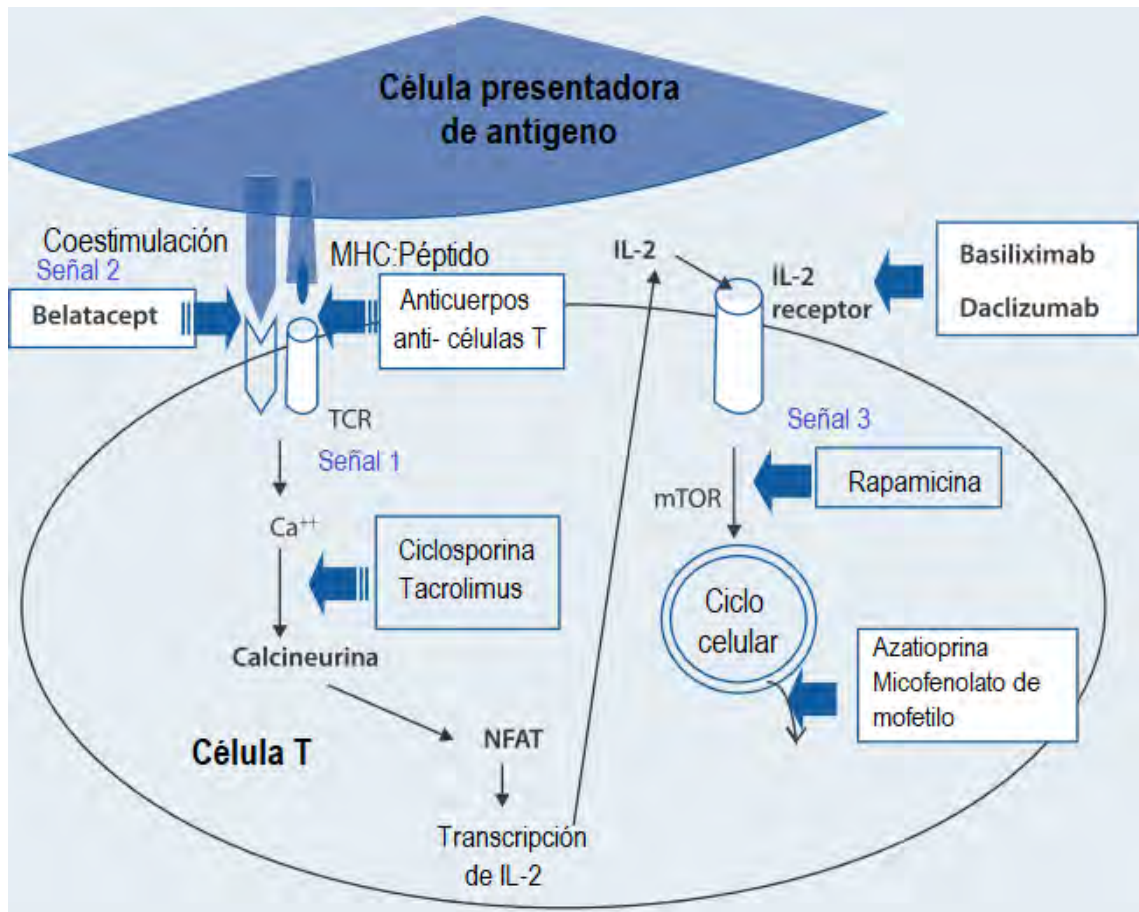 Célula presentadora
de antígeno
Coestimulación
Señal 2
Belatacept
MHC:Péptido
Anticuerpos
anti- células T
TCR
Señal 1
Ca++
Ciclosporina
Tacrolimus
Calcineurina
Célula T
NFAT
Transcripción
de IL-2
IL-2
IL-2
receptor
Basiliximab
Daclizumab
Señal 3
mTOR
Rapamicina
Ciclo
celular
Azatioprina
Micofenolato de
mofetilo